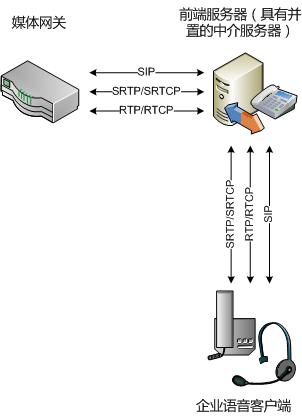 媒体网关
前端服务器（具有并
置的中介服务器）
SIP
SRTP/SRTCP
RTP/RTCP
SRTP/SRTCP
RTP/RTCP
SIP
企业语音客户端